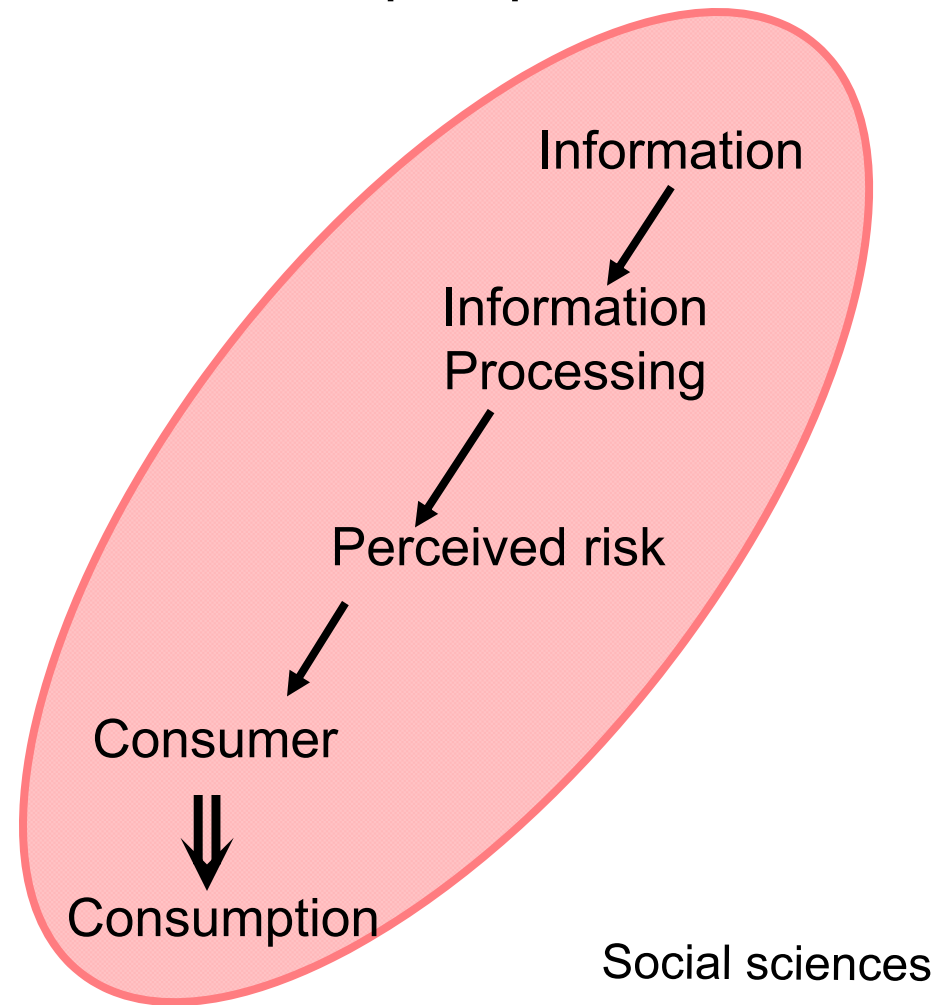 Information
Information
Processing
Perceived risk
Consumer
Consumption
Social sciences